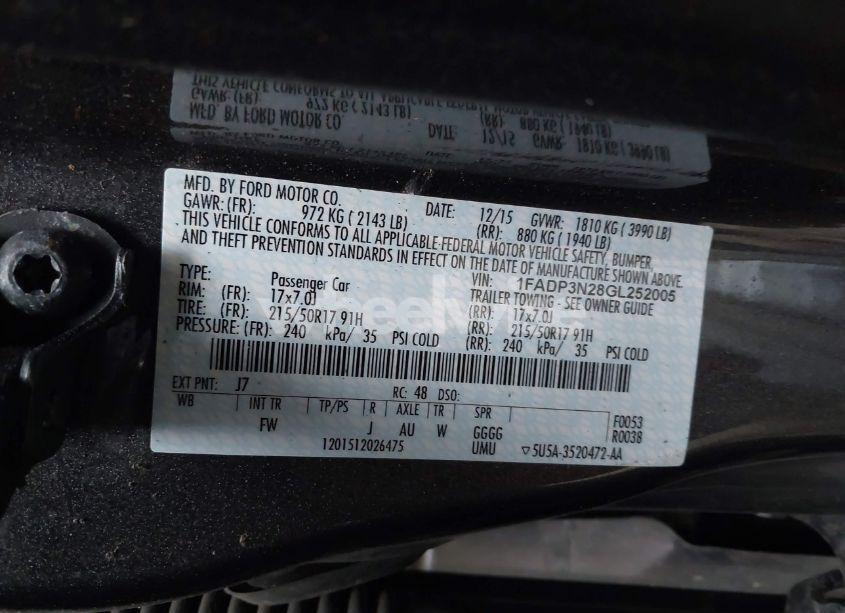 MFD. BY FORD MOTOR CO. DATE: 12/15 GVWR: 1810 KG ( 3990 LB)
GAWR: (FR): 972 KG ( 2143 LB) (RR): 880 KG ( 1940 LB)
THIS VEHICLE CONFORMS TO ALL APPLICABLE FEDERAL MOTOR VEHICLE SAFETY, BUMPER,
AND THEFT PREVENTION STANDARDS IN EFFECT ON THE DATE OF MANUFACTURE SHOWN ABOVE.
VIN: 1FADP3N28GL252005
TYPE: Passenger Car TRAILER TOWING - SEE OWNER GUIDE
RIM: (FR): 17x7.0J (RR): 17x7.0J
TIRE: (FR): 215/50R17 91H (RR): 215/50R17 91H
PRESSURE: (FR): 240 kPa/ 35 PSI COLD (RR): 240 kPa/ 35 PSI COLD
EXT PNT: J7 RC: 48 DSO:
WB INT TR TP/PS R AXLE TR SPR F0053
FW J AU W GGGG R0038
1201512026475 UMU ▽5U5A-3520472-AA